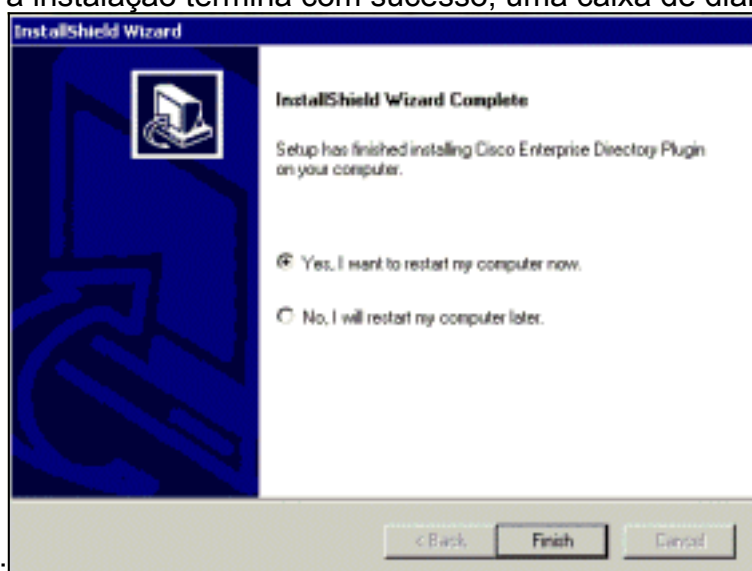 a instalação termina com sucesso, uma caixa de diá
InstallShield Wizard
InstallShield Wizard Complete
Setup has finished installing Cisco Enterprise Directory Plugin
on your computer.
Yes, I want to restart my computer now.
No, I will restart my computer later.
< Back Finish Cancel
.